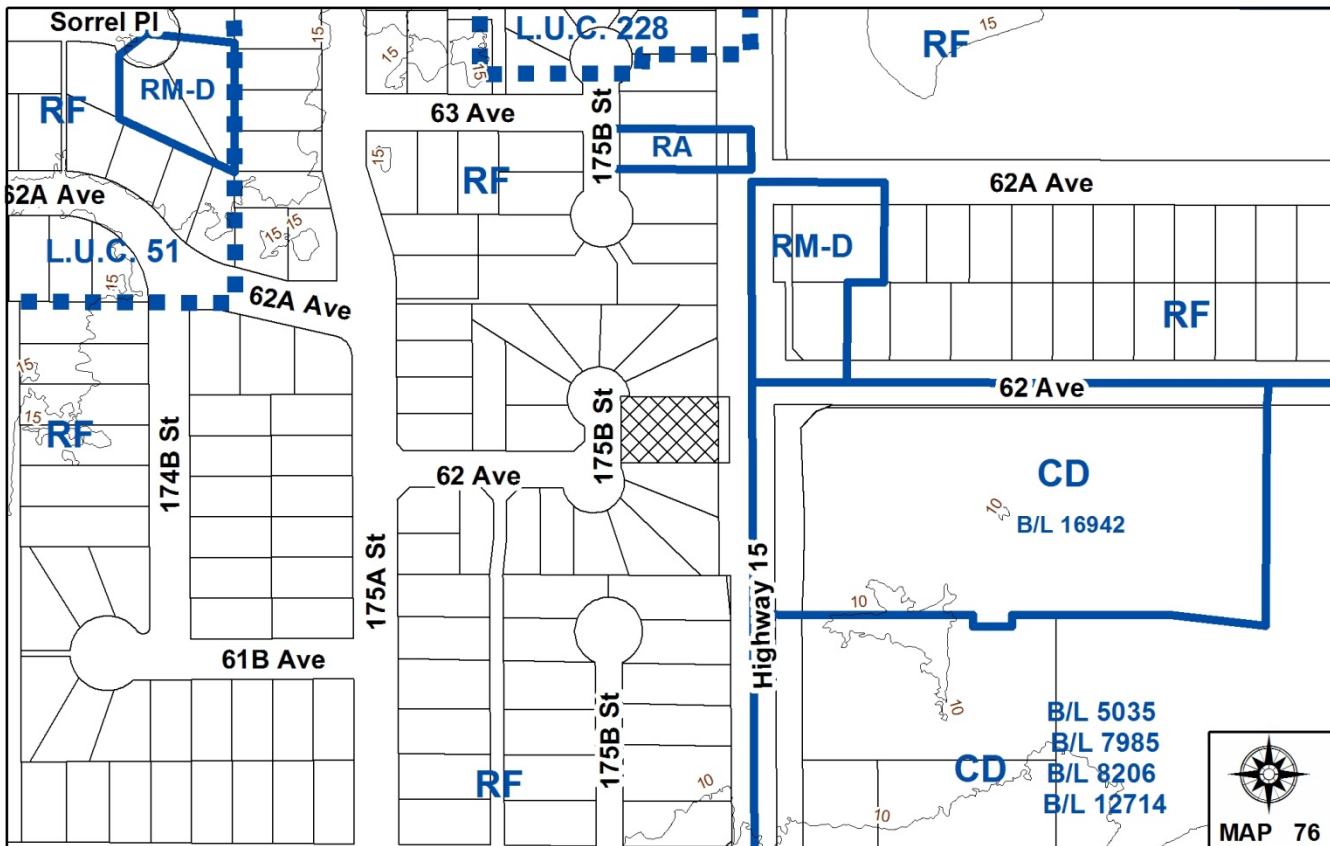 Sorrel Pl
15
L.U.C. 228
15
15
15
RF
RM-D
RF
63 Ave
175B St
RA
15
RF
62A Ave
62A Ave
15
15
RM-D
L.U.C. 51
15
62A Ave
RF
15
62 Ave
175B St
15
RF
174B St
62 Ave
CD
10
B/L 16942
175A St
Highway 15
10
10
61B Ave
175B St
10
B/L 5035
B/L 7985
CD
B/L 8206
RF
10
B/L 12714
10
MAP 76